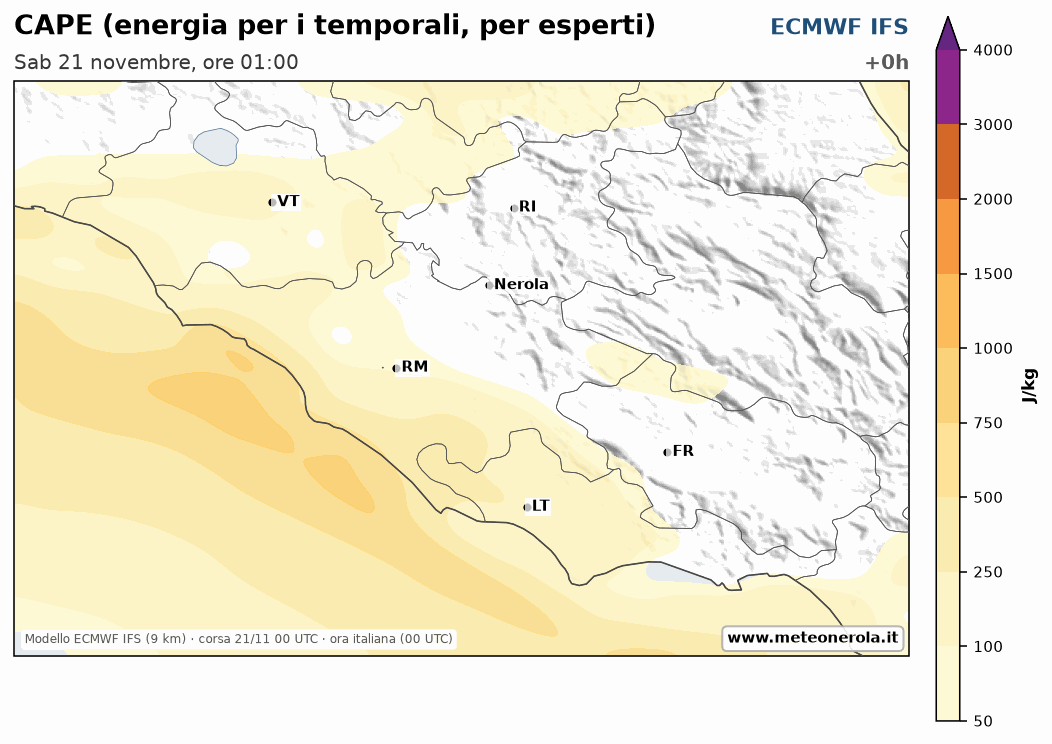 CAPE (energia per i temporali, per esperti)
ECMWF IFS
Sab 21 novembre, ore 01:00
+0h
4000
3000
2000
1500
1000
750
500
250
100
50
J/kg
VT
RI
Nerola
RM
FR
LT
Modello ECMWF IFS (9 km) · corsa 21/11 00 UTC · ora italiana (00 UTC)
www.meteonerola.it